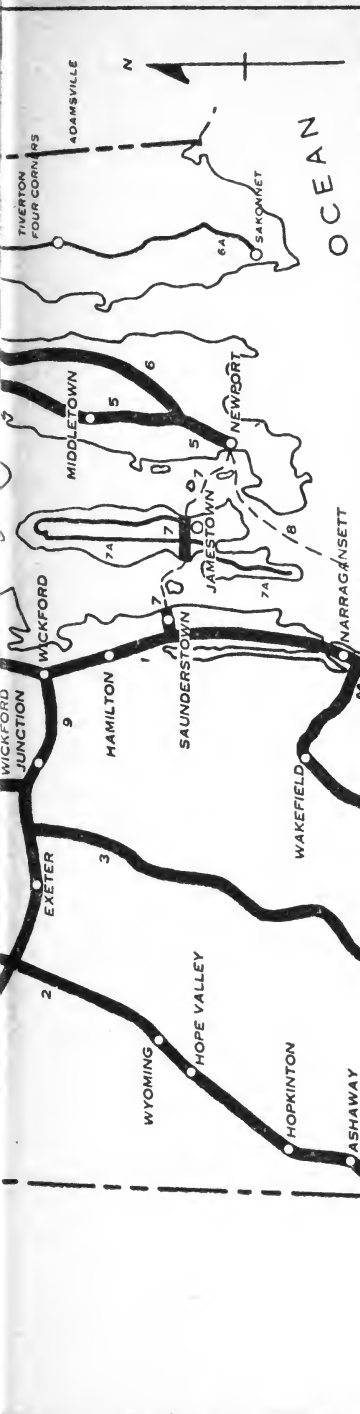 N
TIVERTON
FOUR CORNERS
ADAMSVILLE
6A
SAKONNET
OCEAN
6
5
MIDDLETOWN
5
NEWPORT
7
8
7A
7
JAMESTOWN
7A
7
WICKFORD
WICKFORD
JUNCTION
9
HAMILTON
1
SAUNDERSTOWN
NARRAGANSETT
WAKEFIELD
EXETER
3
2
WYOMING
HOPE VALLEY
HOPKINTON
ASHAWAY